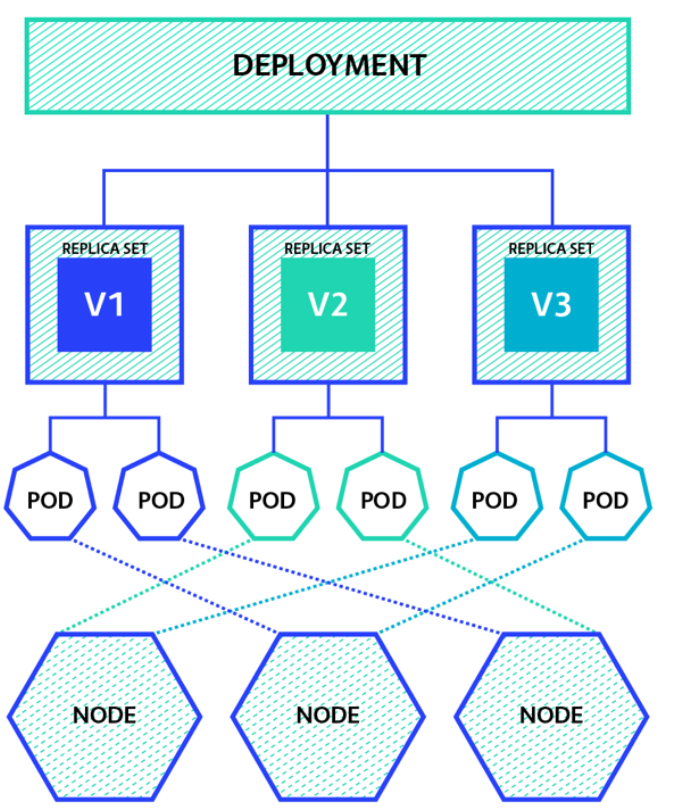 DEPLOYMENT
REPLICA SET
V1
REPLICA SET
V2
REPLICA SET
V3
POD
POD
POD
POD
POD
POD
NODE
NODE
NODE